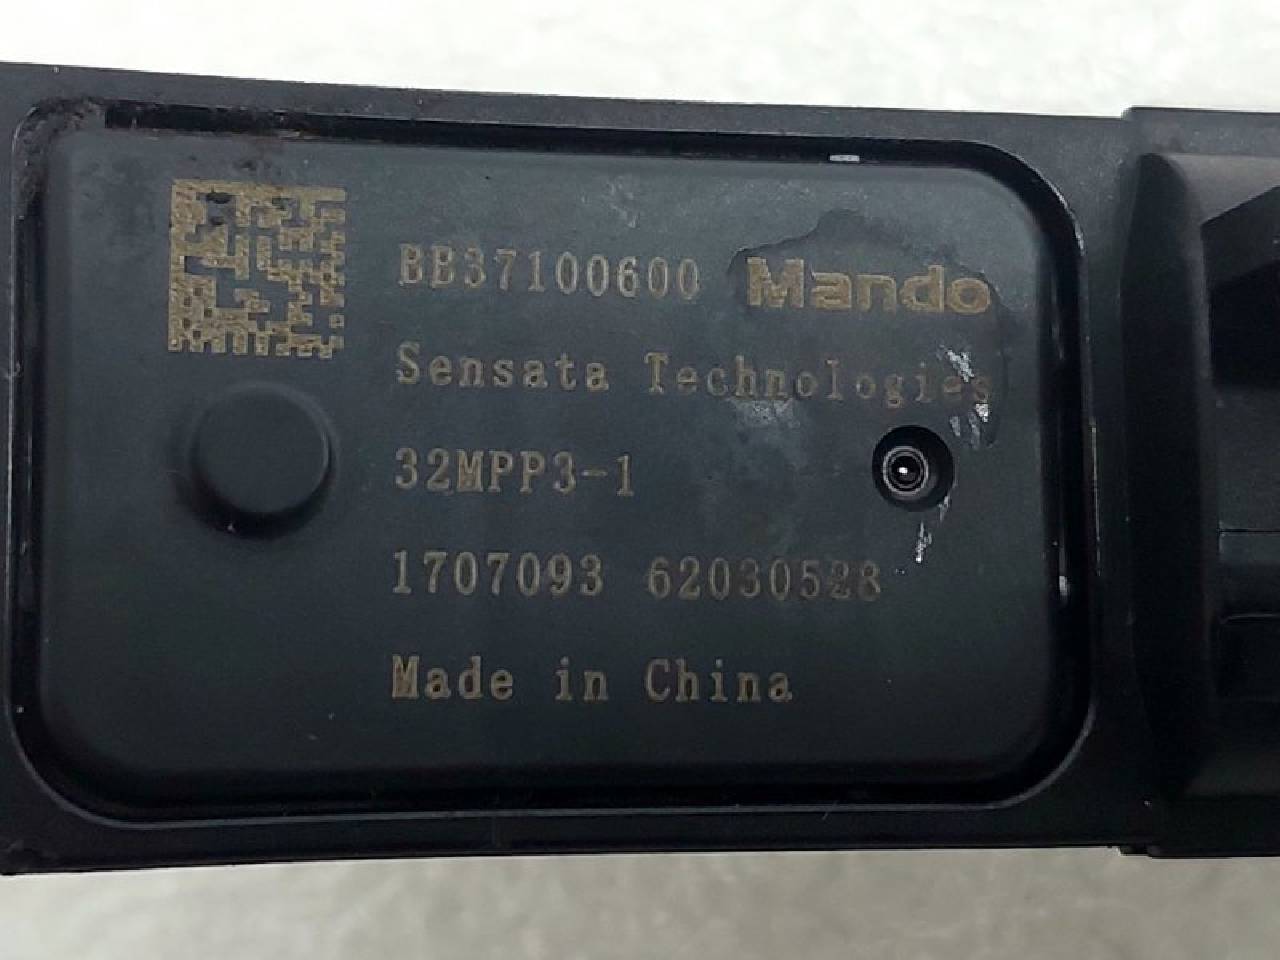 BB37100600 Mando
Sensata Technologies
32MPP3-1
1707093 62030528
Made in China